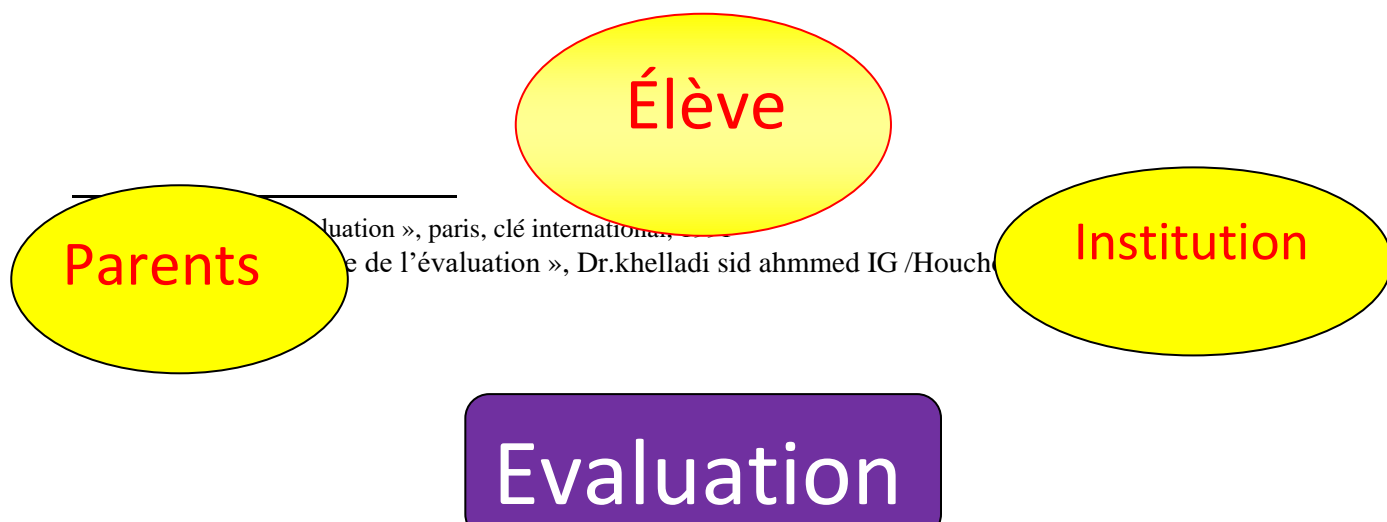 Élève
Institution
Parents
luation », paris, clé international,
e de l’évaluation », Dr.khelladi sid ahmmed IG /Houch
Evaluation